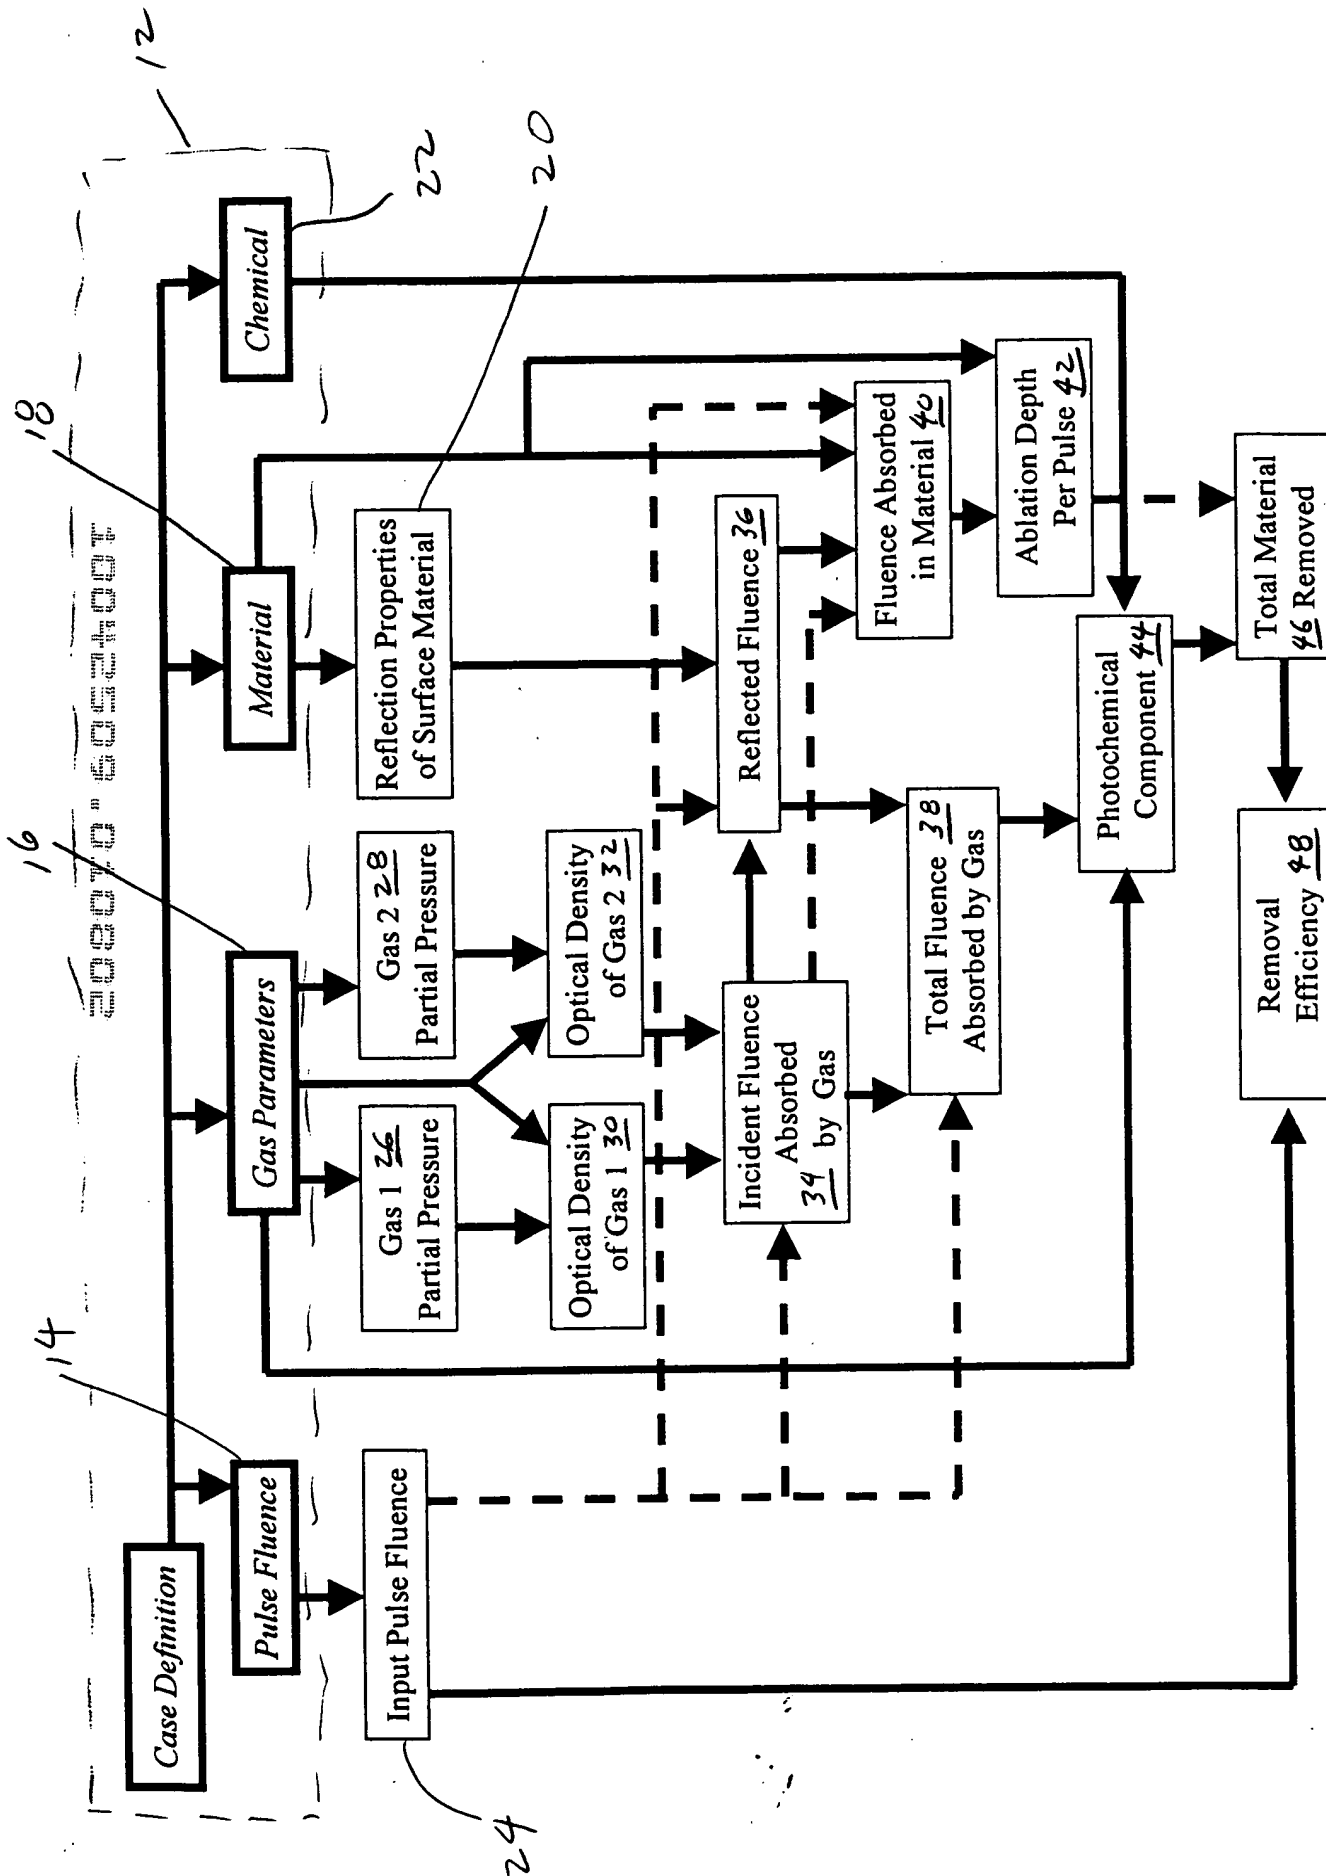 12
Case Definition
14
Pulse Fluence
16
Gas Parameters
18
Material
Chemical
22
10042509.010802
24
Input Pulse Fluence
Gas 1 26
Partial Pressure
Gas 2 28
Partial Pressure
Reflection Properties
of Surface Material
20
Optical Density
of Gas 1 30
Optical Density
of Gas 2 32
Incident Fluence
Absorbed
34 by Gas
Reflected Fluence 36
Fluence Absorbed
in Material 40
Total Fluence 38
Absorbed by Gas
Ablation Depth
Per Pulse 42
Photochemical
Component 44
Total Material
46 Removed
Removal
Efficiency 48